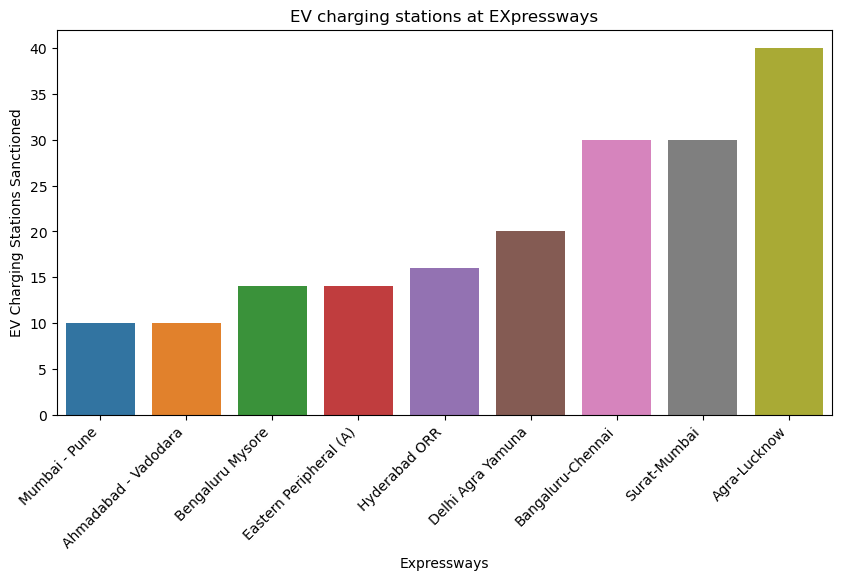 EV charging stations at EXpressways
EV Charging Stations Sanctioned
40
35
30
25
20
15
10
5
0
Mumbai - Pune
Ahmadabad - Vadodara
Bengaluru Mysore
Eastern Peripheral (A)
Hyderabad ORR
Delhi Agra Yamuna
Bangaluru-Chennai
Surat-Mumbai
Agra-Lucknow
Expressways